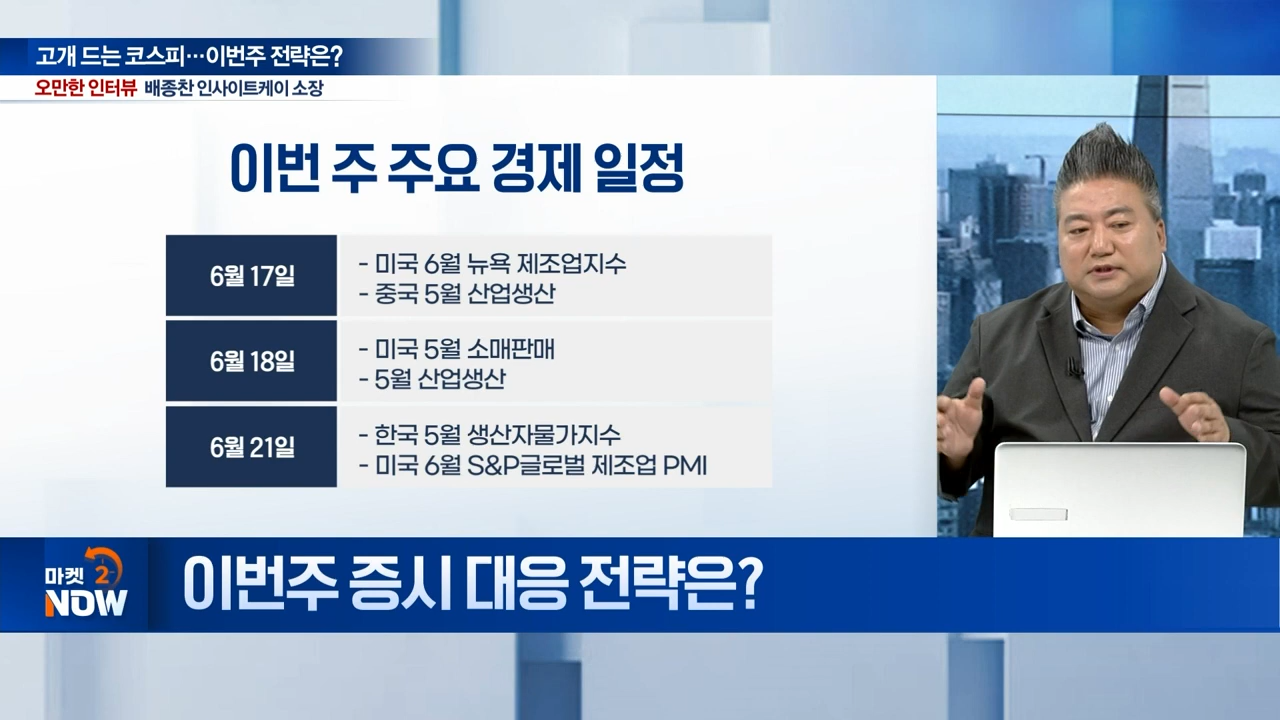 고개 드는 코스피…이번주 전략은?
오만한 인터뷰 배종찬 인사이트케이 소장
이번 주 주요 경제 일정
6월 17일
- 미국 6월 뉴욕 제조업지수
- 중국 5월 산업생산
6월 18일
- 미국 5월 소매판매
- 5월 산업생산
6월 21일
- 한국 5월 생산자물가지수
- 미국 6월 S&P글로벌 제조업 PMI
마켓 2
NOW
이번주 증시 대응 전략은?